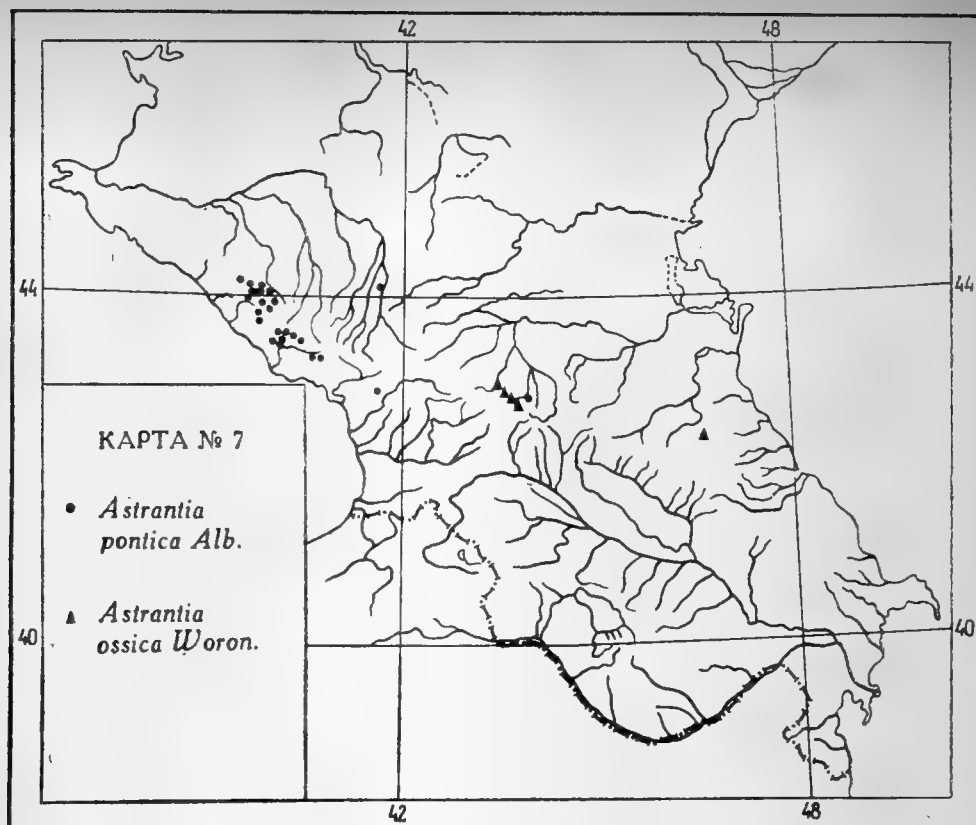 42 48
44 44
КАРТА № 7
Astrantia
pontica Alb.
Astrantia
ossica Woron.
40 40
42 48